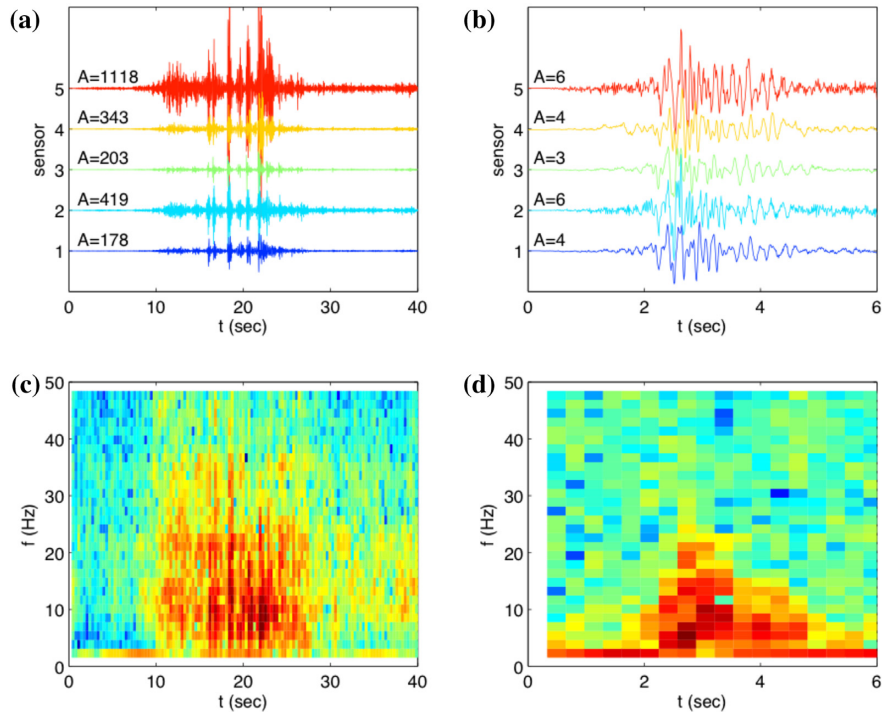 (a)
sensor
5
4
3
2
1
A=1118
A=343
A=203
A=419
A=178
0 10 20 30 40
t (sec)
(b)
sensor
5
4
3
2
1
A=6
A=4
A=3
A=6
A=4
0 2 4 6
t (sec)
(c)
f (Hz)
50
40
30
20
10
0
0 10 20 30 40
t (sec)
(d)
f (Hz)
50
40
30
20
10
0
0 2 4 6
t (sec)